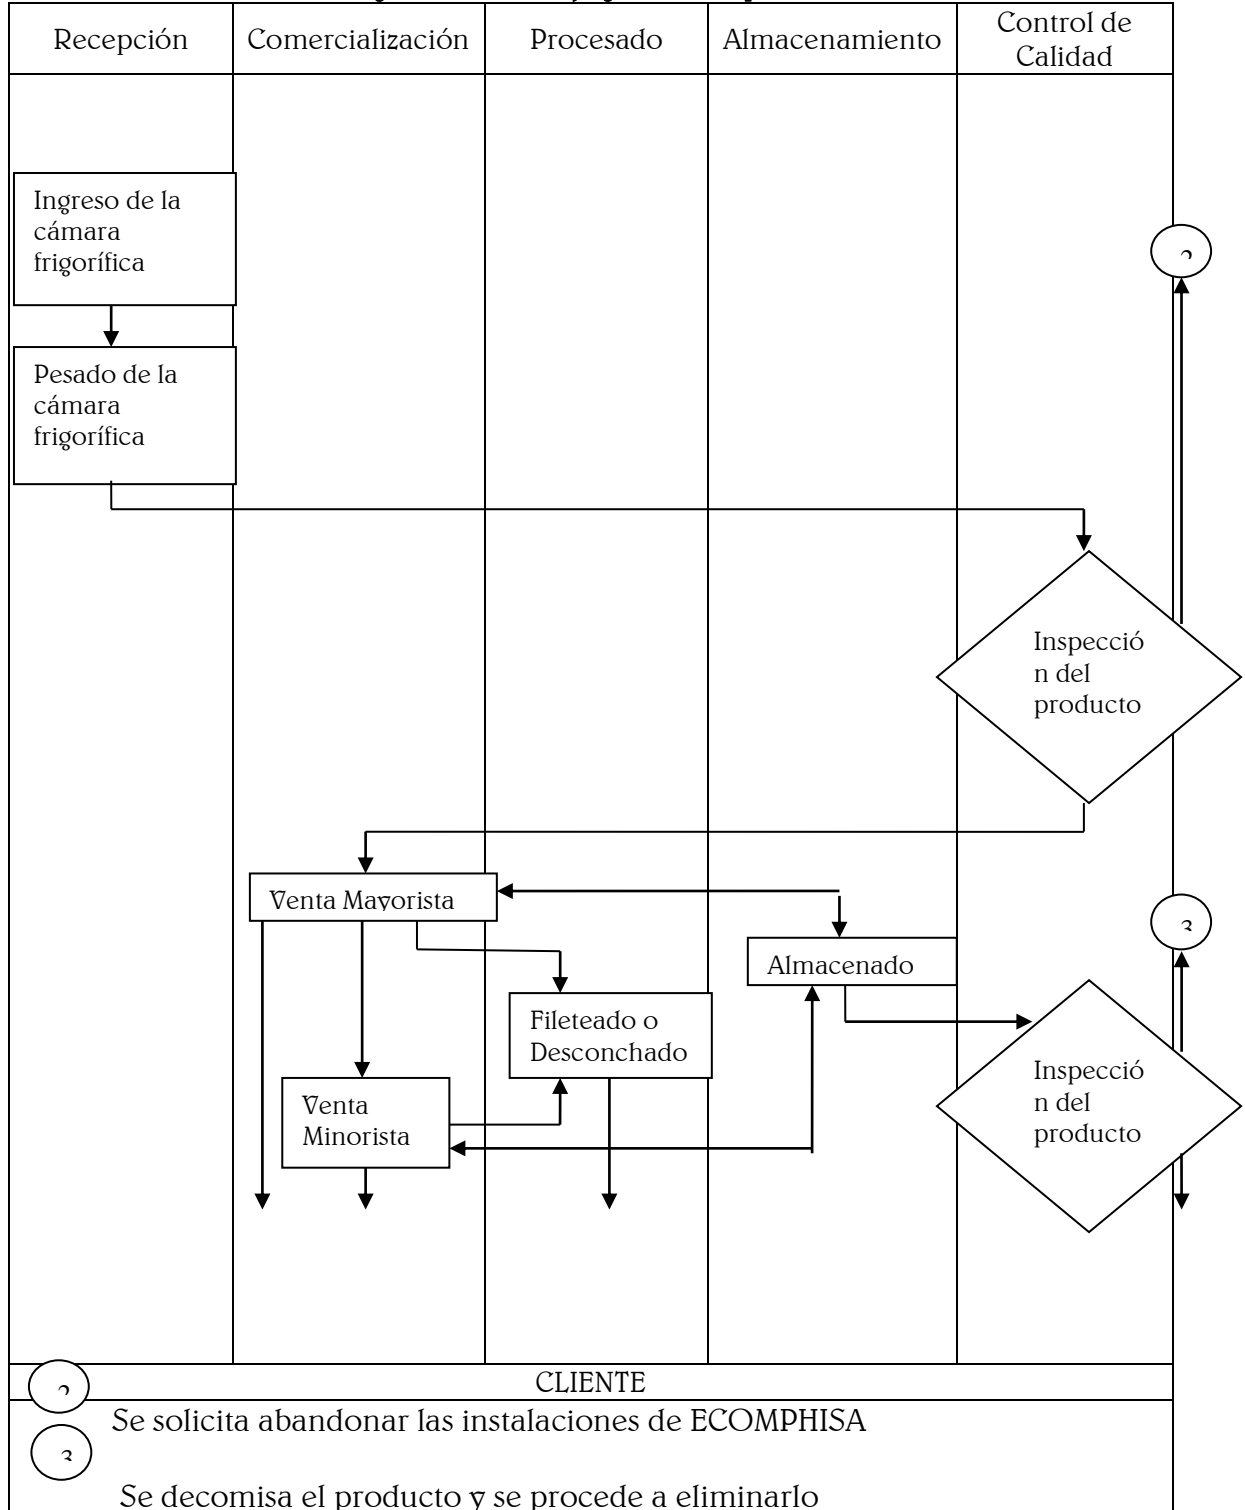 Recepción
Comercialización
Procesado
Almacenamiento
Control de
Calidad
Ingreso de la
cámara
frigorífica
Pesado de la
cámara
frigorífica
Inspecció
n del
producto
Venta Mayorista
Almacenado
Fileteado o
Desconchado
Venta
Minorista
Inspecció
n del
producto
CLIENTE
Se solicita abandonar las instalaciones de ECOMPHISA
Se decomisa el producto y se procede a eliminarlo